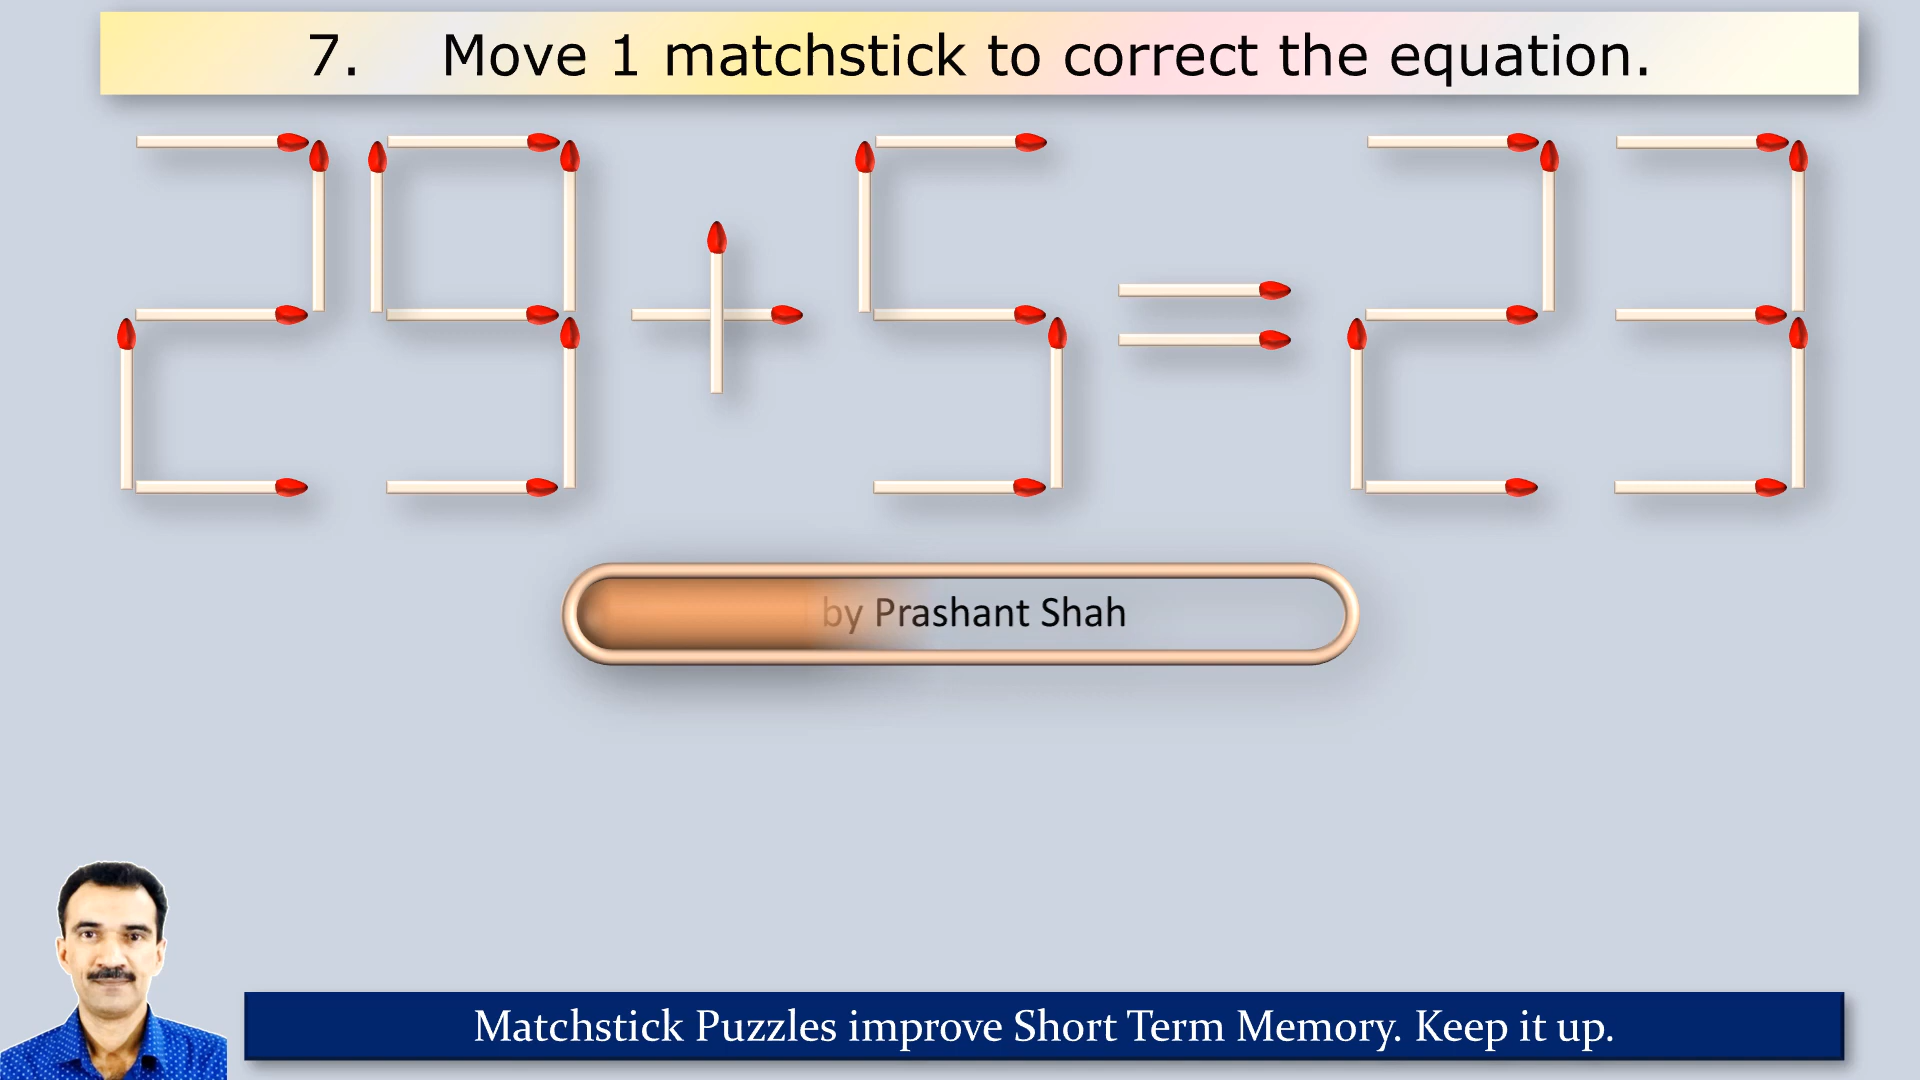 7. Move 1 matchstick to correct the equation.
29+5=23
by Prashant Shah
Matchstick Puzzles improve Short Term Memory. Keep it up.